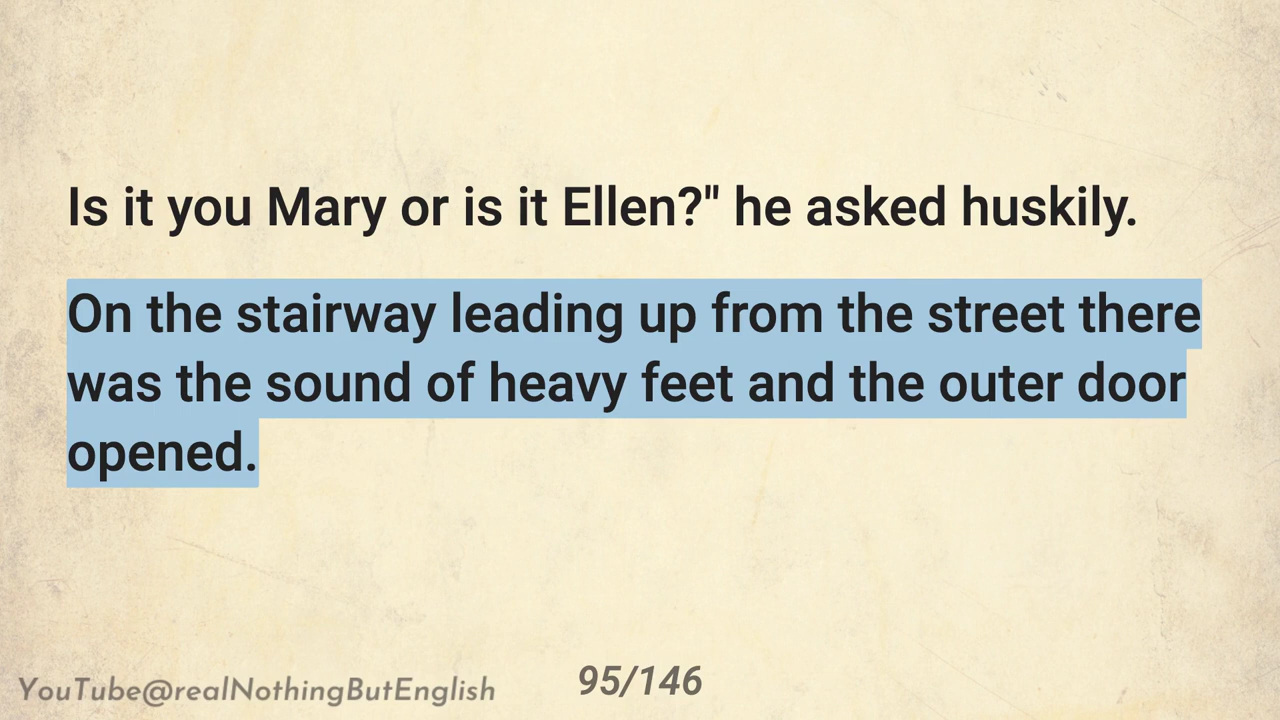 Is it you Mary or is it Ellen?" he asked huskily.
On the stairway leading up from the street there
was the sound of heavy feet and the outer door
opened.
YouTube@realNothingButEnglish
95/146